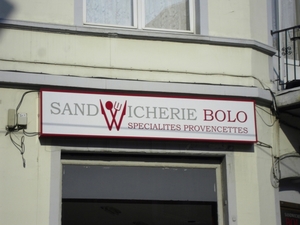 SANDWICHERIE BOLO
SPECIALITES PROVENCETTES